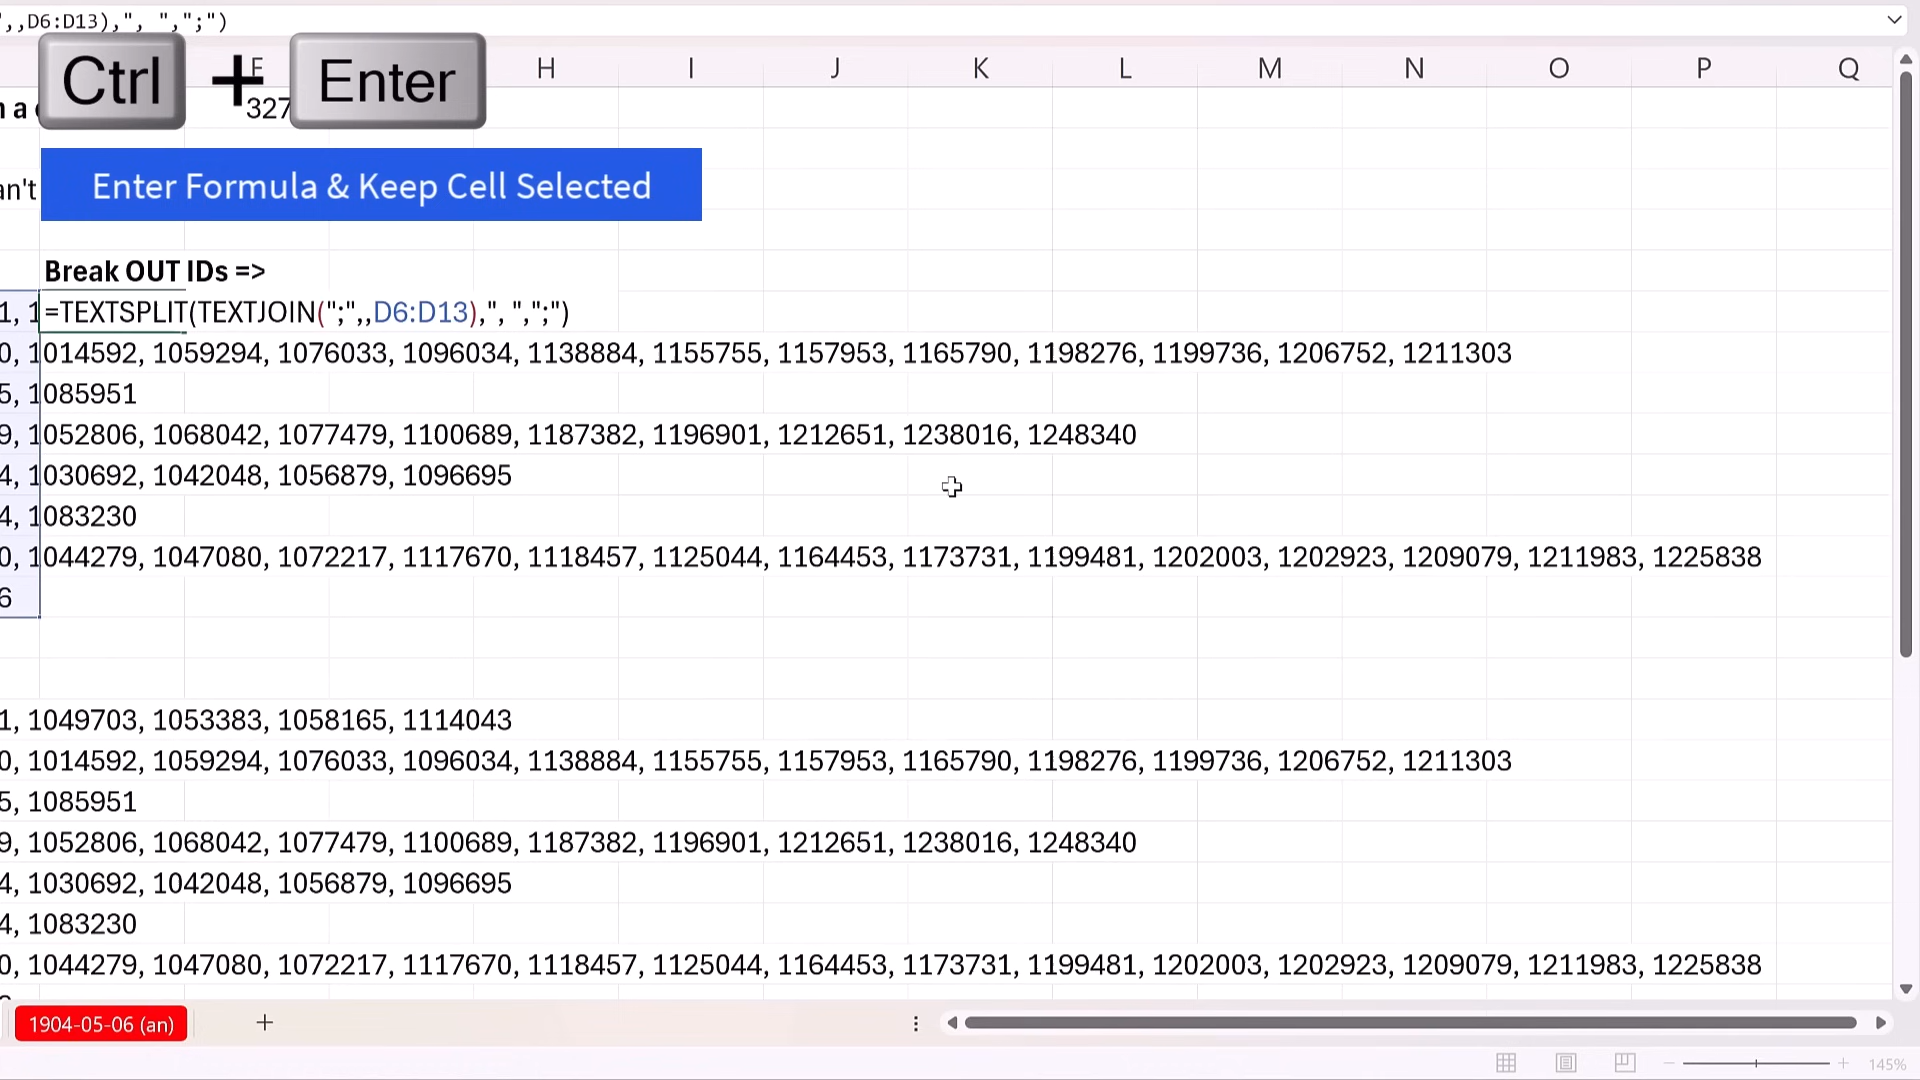 ",,D6:D13),", ",";")
Ctrl + Enter
F H I J K L M N O P Q
n a 327
Enter Formula & Keep Cell Selected
an't
Break OUT IDs =>
1, 1 =TEXTSPLIT(TEXTJOIN(";",,D6:D13),", ",";")
0, 1014592, 1059294, 1076033, 1096034, 1138884, 1155755, 1157953, 1165790, 1198276, 1199736, 1206752, 1211303
5, 1085951
9, 1052806, 1068042, 1077479, 1100689, 1187382, 1196901, 1212651, 1238016, 1248340
4, 1030692, 1042048, 1056879, 1096695
4, 1083230
0, 1044279, 1047080, 1072217, 1117670, 1118457, 1125044, 1164453, 1173731, 1199481, 1202003, 1202923, 1209079, 1211983, 1225838
6
1, 1049703, 1053383, 1058165, 1114043
0, 1014592, 1059294, 1076033, 1096034, 1138884, 1155755, 1157953, 1165790, 1198276, 1199736, 1206752, 1211303
5, 1085951
9, 1052806, 1068042, 1077479, 1100689, 1187382, 1196901, 1212651, 1238016, 1248340
4, 1030692, 1042048, 1056879, 1096695
4, 1083230
0, 1044279, 1047080, 1072217, 1117670, 1118457, 1125044, 1164453, 1173731, 1199481, 1202003, 1202923, 1209079, 1211983, 1225838
1904-05-06 (an)
145%